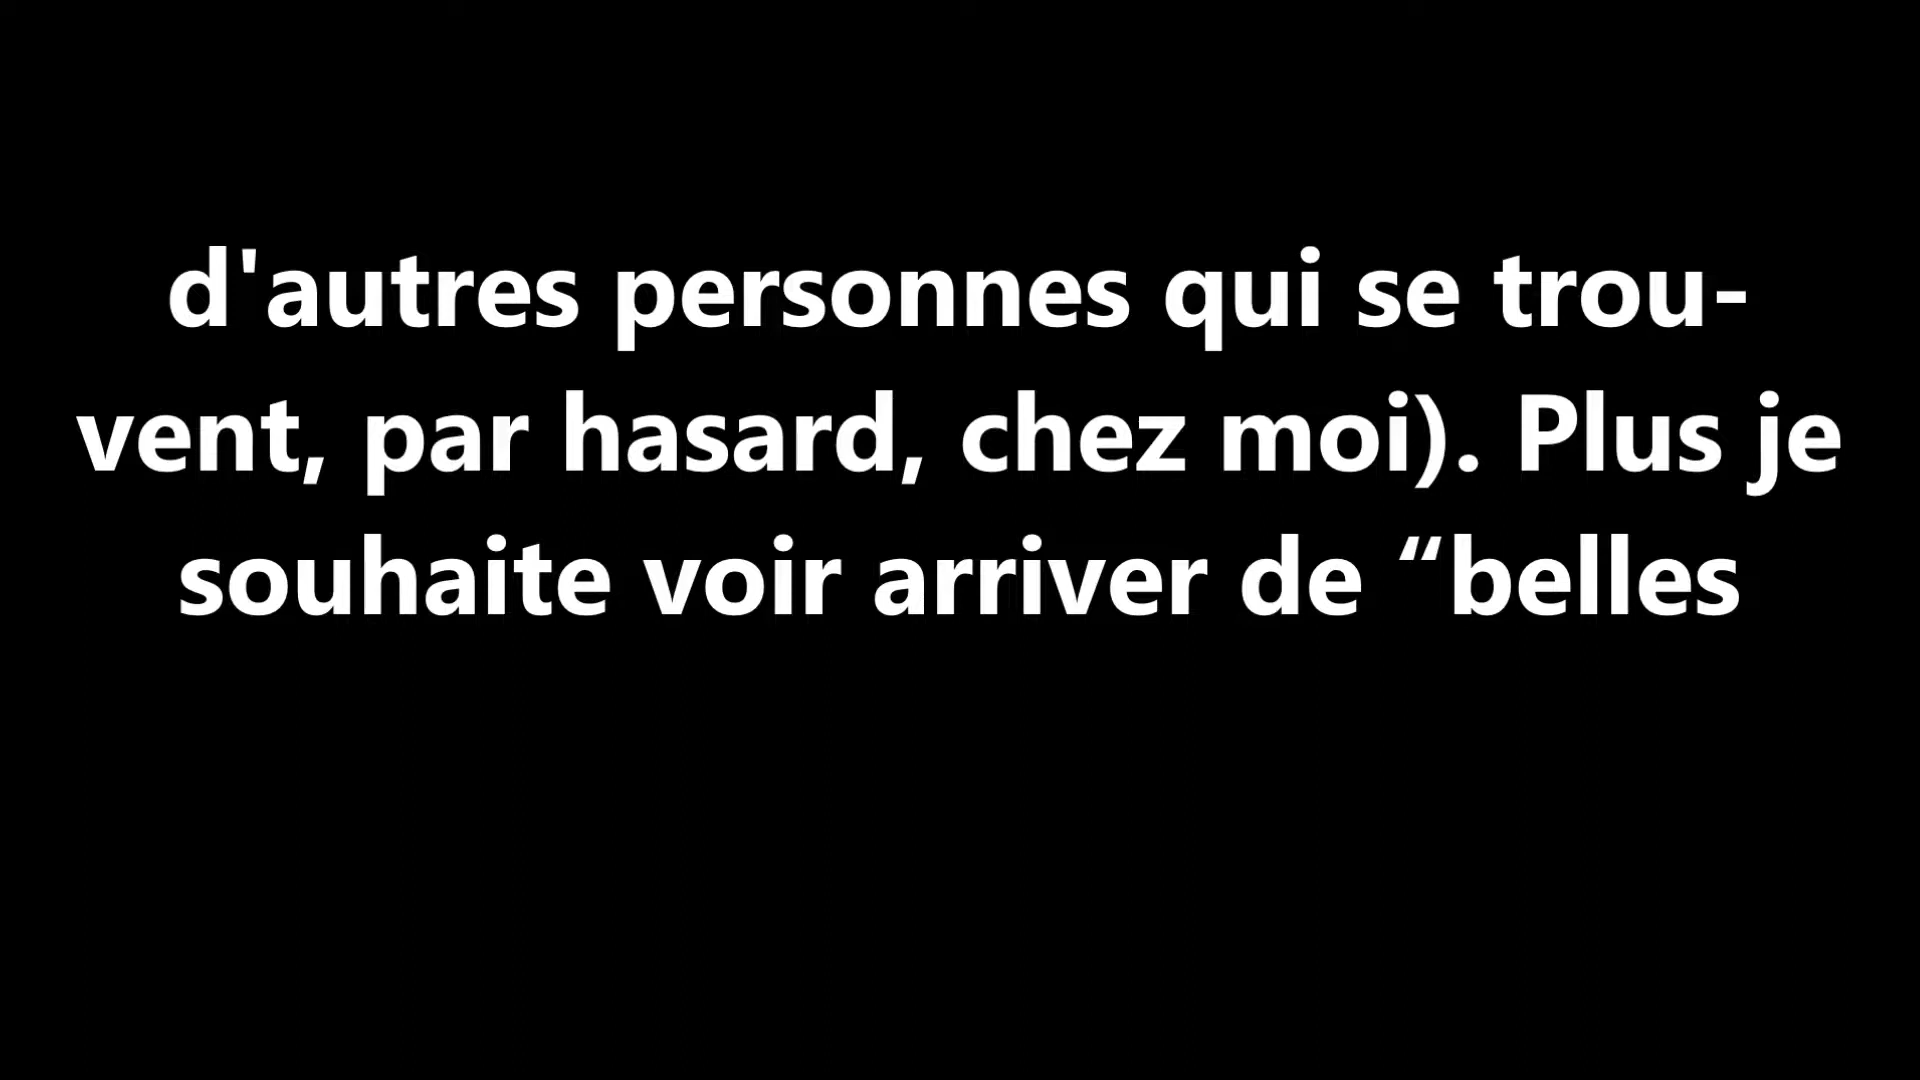 d'autres personnes qui se trou-
vent, par hasard, chez moi). Plus je
souhaite voir arriver de “belles